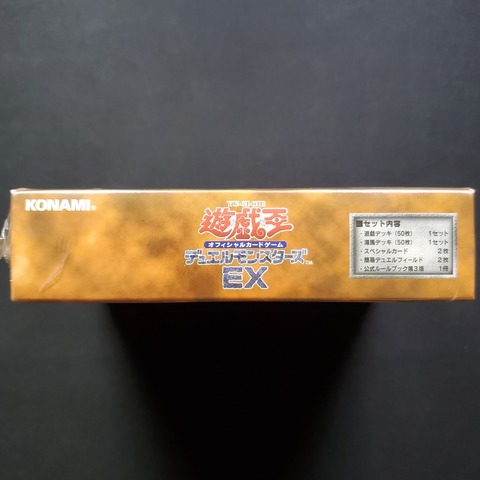 KONAMI®
YU-GI-OH!
遊戯王
オフィシャルカードゲーム
デュエルモンスターズ™
EX
■セット内容
・遊戯デッキ(50枚) 1セット
・海馬デッキ(50枚) 1セット
・スペシャルカード 2枚
・簡易デュエルフィールド 2枚
・公式ルールブック第3版 1冊